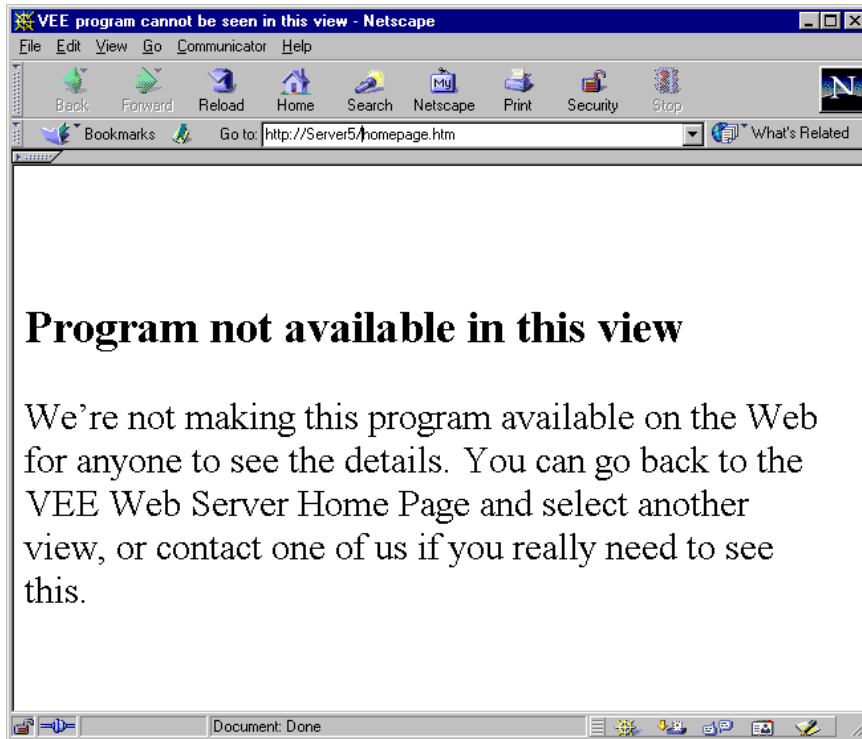 VEE program cannot be seen in this view - Netscape
File Edit View Go Communicator Help
My
N
Back Forward Reload Home Search Netscape Print Security Stop
Bookmarks Go to: http://Server5/homepage.htm What's Related
Program not available in this view
We’re not making this program available on the Web
for anyone to see the details. You can go back to the
VEE Web Server Home Page and select another
view, or contact one of us if you really need to see
this.
Document: Done